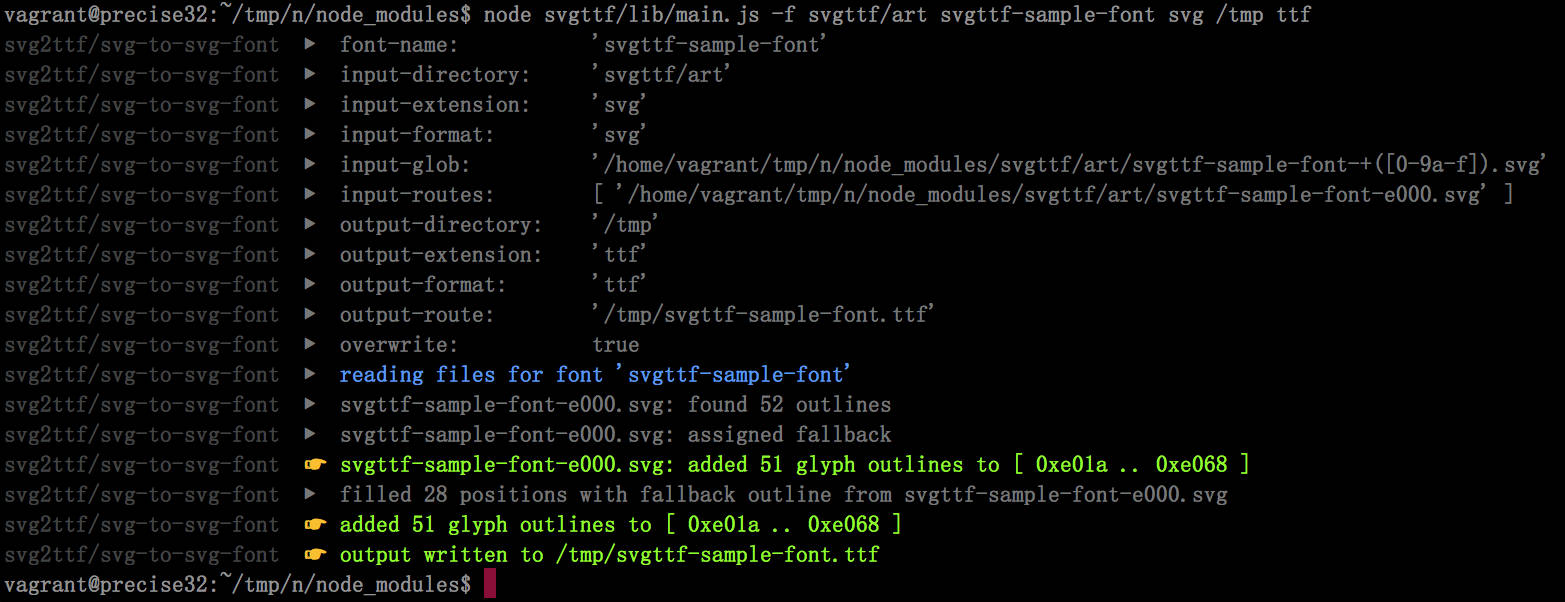 vagrant@precise32:~/tmp/n/node_modules$ node svgttf/lib/main.js -f svgttf/art svgttf-sample-font svg /tmp ttf
svg2ttf/svg-to-svg-font ▶ font-name: 'svgttf-sample-font'
svg2ttf/svg-to-svg-font ▶ input-directory: 'svgttf/art'
svg2ttf/svg-to-svg-font ▶ input-extension: 'svg'
svg2ttf/svg-to-svg-font ▶ input-format: 'svg'
svg2ttf/svg-to-svg-font ▶ input-glob: '/home/vagrant/tmp/n/node_modules/svgttf/art/svgttf-sample-font-+([0-9a-f]).svg'
svg2ttf/svg-to-svg-font ▶ input-routes: [ '/home/vagrant/tmp/n/node_modules/svgttf/art/svgttf-sample-font-e000.svg' ]
svg2ttf/svg-to-svg-font ▶ output-directory: '/tmp'
svg2ttf/svg-to-svg-font ▶ output-extension: 'ttf'
svg2ttf/svg-to-svg-font ▶ output-format: 'ttf'
svg2ttf/svg-to-svg-font ▶ output-route: '/tmp/svgttf-sample-font.ttf'
svg2ttf/svg-to-svg-font ▶ overwrite: true
svg2ttf/svg-to-svg-font ▶ reading files for font 'svgttf-sample-font'
svg2ttf/svg-to-svg-font ▶ svgttf-sample-font-e000.svg: found 52 outlines
svg2ttf/svg-to-svg-font ▶ svgttf-sample-font-e000.svg: assigned fallback
svg2ttf/svg-to-svg-font ☛ svgttf-sample-font-e000.svg: added 51 glyph outlines to [ 0xe01a .. 0xe068 ]
svg2ttf/svg-to-svg-font ▶ filled 28 positions with fallback outline from svgttf-sample-font-e000.svg
svg2ttf/svg-to-svg-font ☛ added 51 glyph outlines to [ 0xe01a .. 0xe068 ]
svg2ttf/svg-to-svg-font ☛ output written to /tmp/svgttf-sample-font.ttf
vagrant@precise32:~/tmp/n/node_modules$